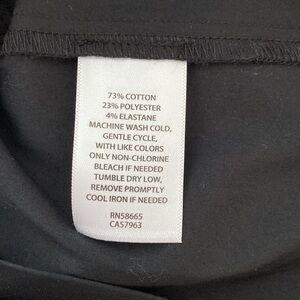 73% COTTON
23% POLYESTER
4% ELASTANE
MACHINE WASH COLD,
GENTLE CYCLE,
WITH LIKE COLORS
ONLY NON-CHLORINE
BLEACH IF NEEDED
TUMBLE DRY LOW,
REMOVE PROMPTLY
COOL IRON IF NEEDED
RN58665
CA57963